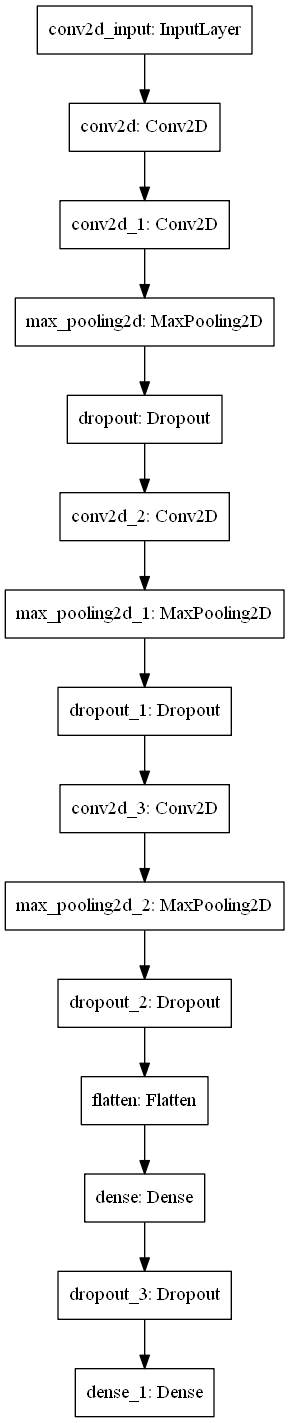 conv2d_input: InputLayer
conv2d: Conv2D
conv2d_1: Conv2D
max_pooling2d: MaxPooling2D
dropout: Dropout
conv2d_2: Conv2D
max_pooling2d_1: MaxPooling2D
dropout_1: Dropout
conv2d_3: Conv2D
max_pooling2d_2: MaxPooling2D
dropout_2: Dropout
flatten: Flatten
dense: Dense
dropout_3: Dropout
dense_1: Dense